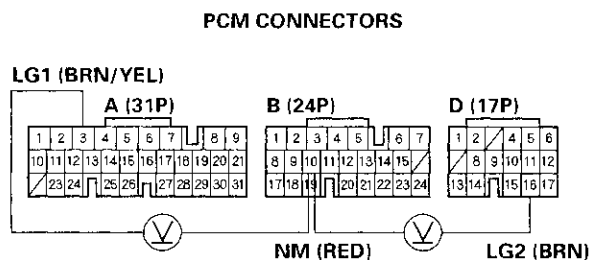 PCM CONNECTORS
LG1 (BRN/YEL)
A (31P) B (24P) D (17P)
1 2 3 4 5 6 7 8 9 1 2 3 4 5 6 7 1 2 4 5 6
10 11 12 13 14 15 16 17 18 19 20 21 8 9 10 11 12 13 14 15 8 9 10 11 12
23 24 25 26 27 28 29 30 31 17 18 19 20 21 22 23 24 13 14 15 16 17
V V
NM (RED) LG2 (BRN)